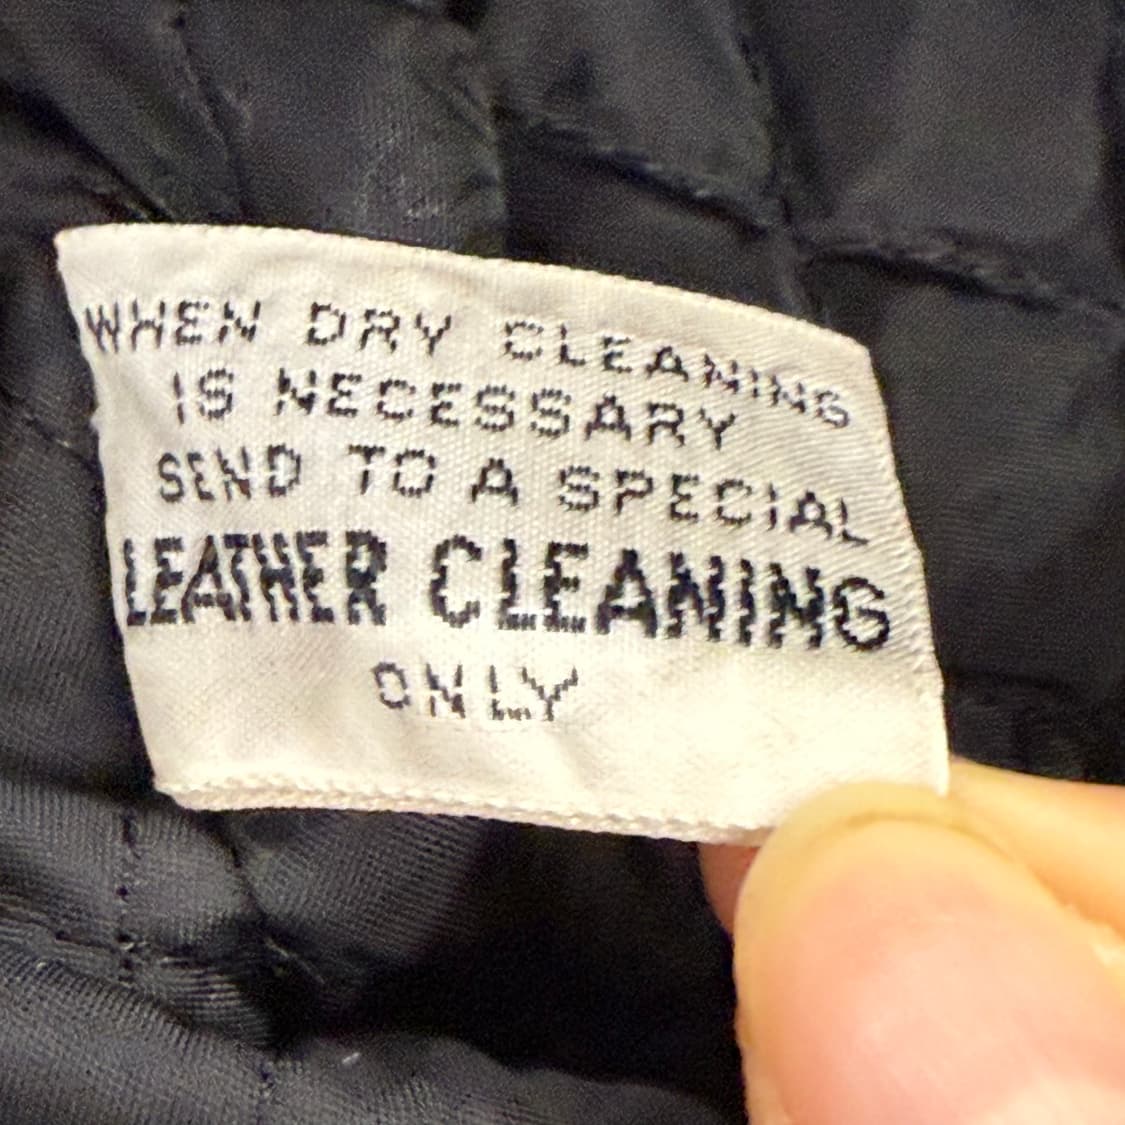 WHEN DRY CLEANING
IS NECESSARY
SEND TO A SPECIAL
LEATHER CLEANING
ONLY